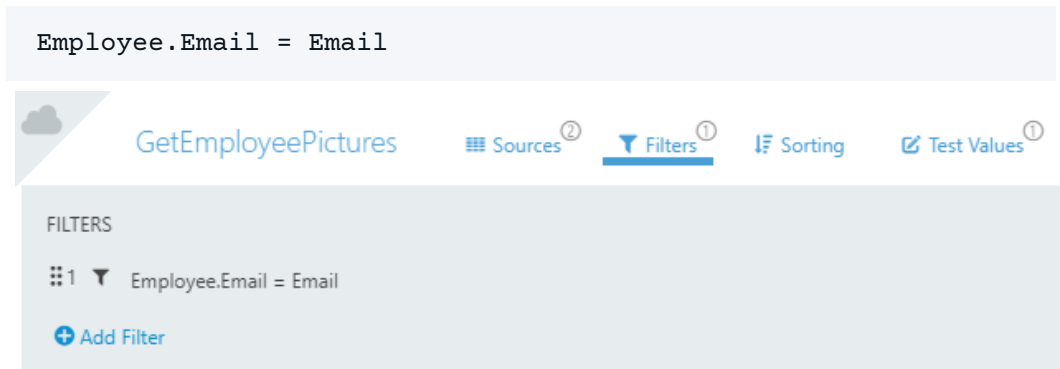 Employee.Email = Email
GetEmployeePictures Sources 2 Filters 1 Sorting Test Values 1
FILTERS
1 Employee.Email = Email
Add Filter